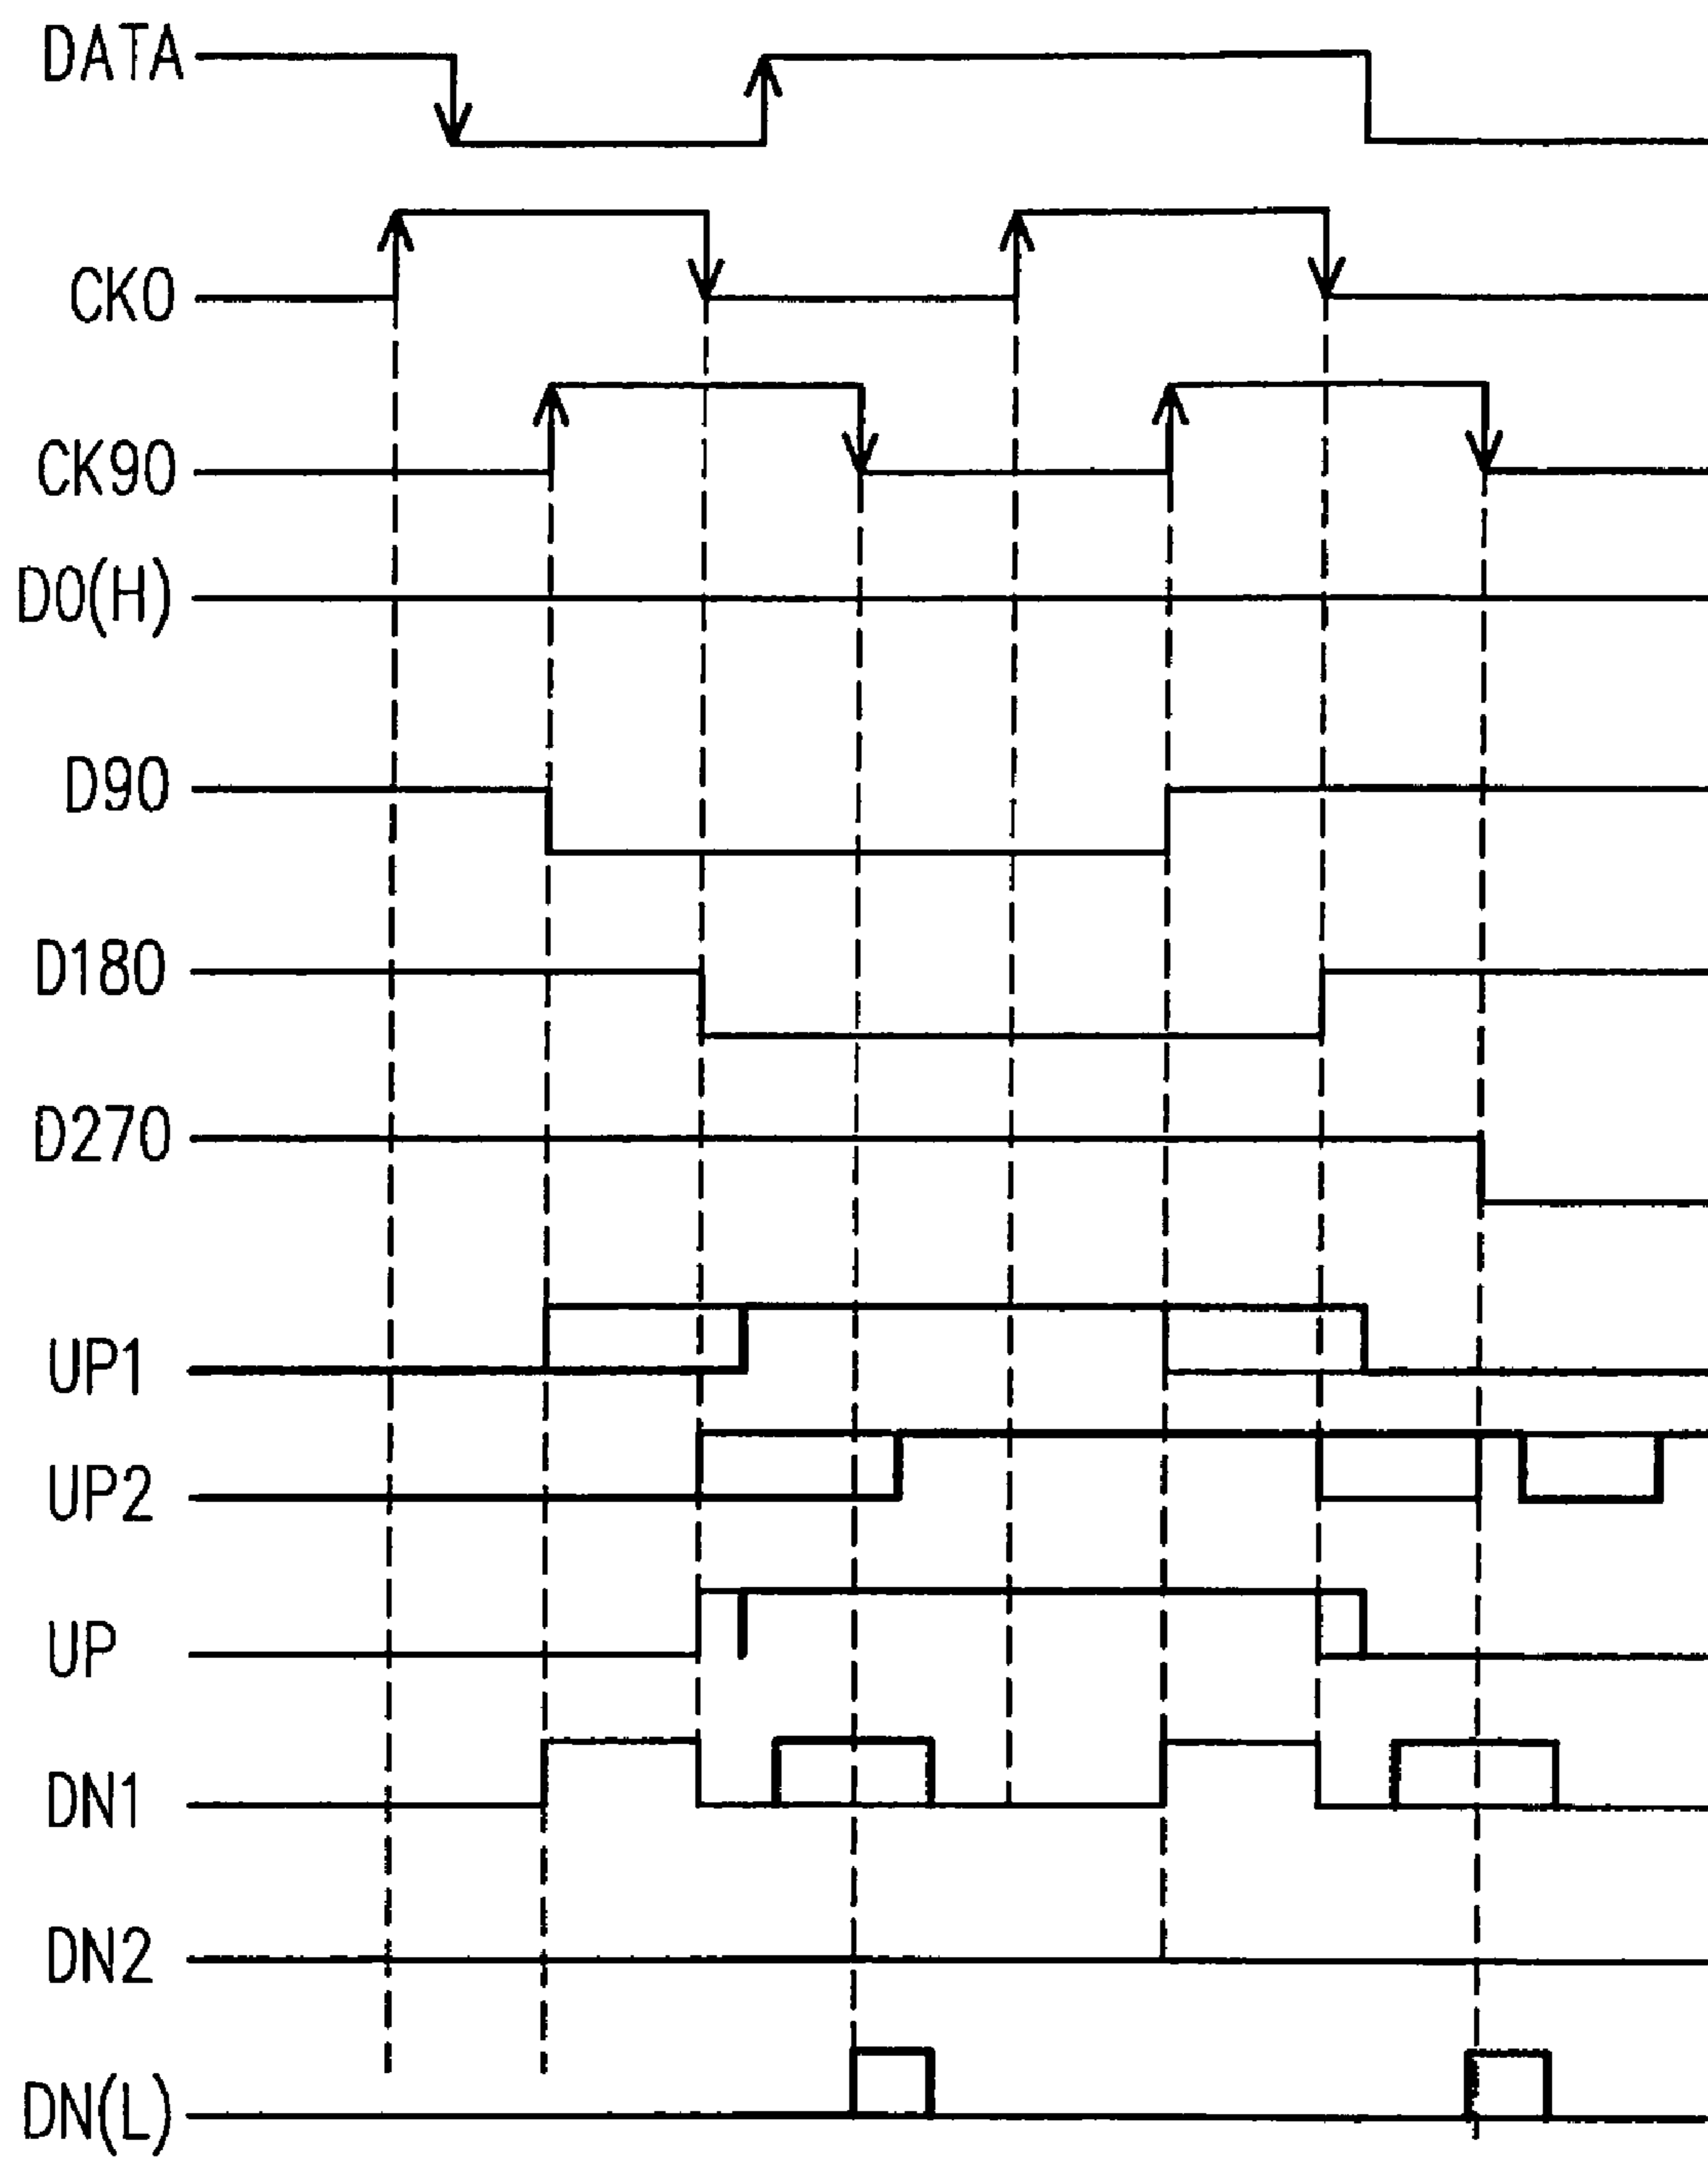 DATA
CK0
CK90
D0(H)
D90
D180
D270
UP1
UP2
UP
DN1
DN2
DN(L)